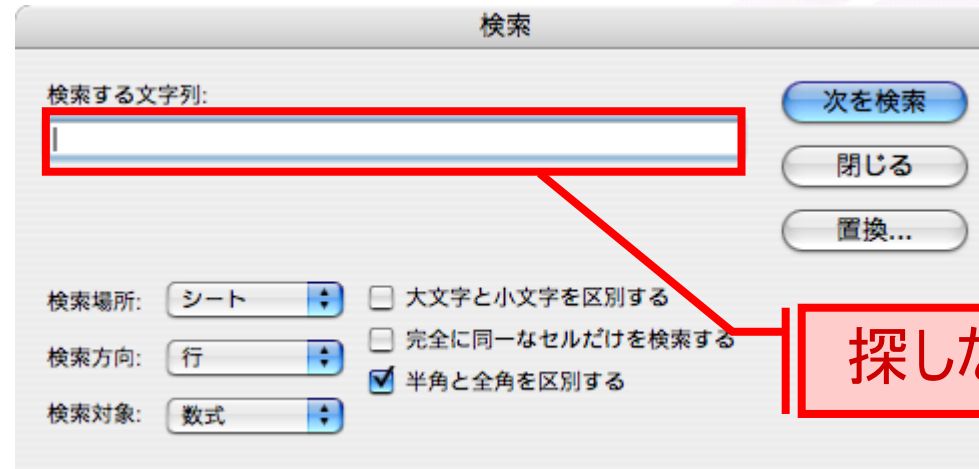 検索
検索する文字列:
次を検索
閉じる
置換...
検索場所: シート
大文字と小文字を区別する
完全に同一なセルだけを検索する
検索方向: 行
半角と全角を区別する
検索対象: 数式
探し